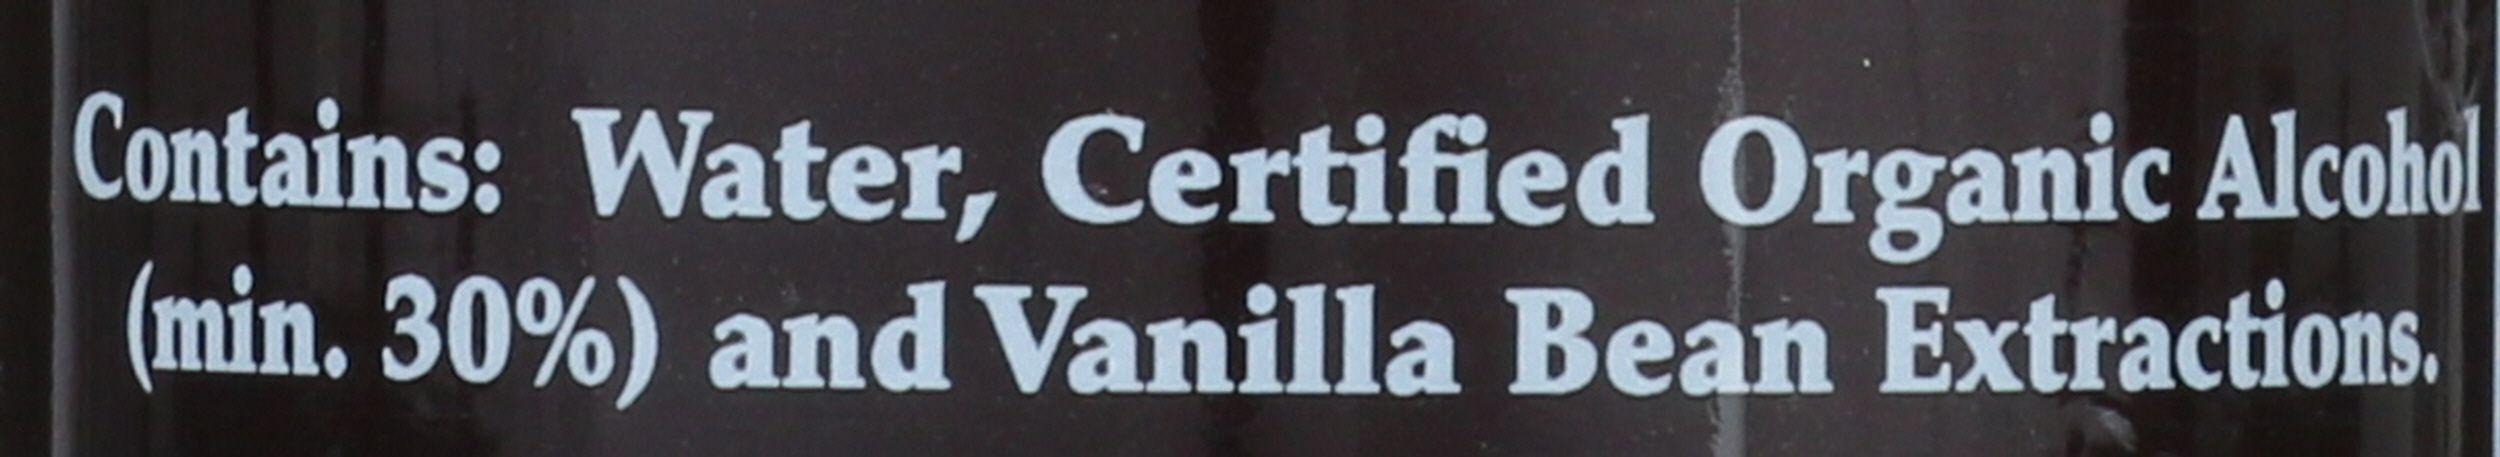 Contains: Water, Certified Organic Alcohol
(min. 30%) and Vanilla Bean Extractions.